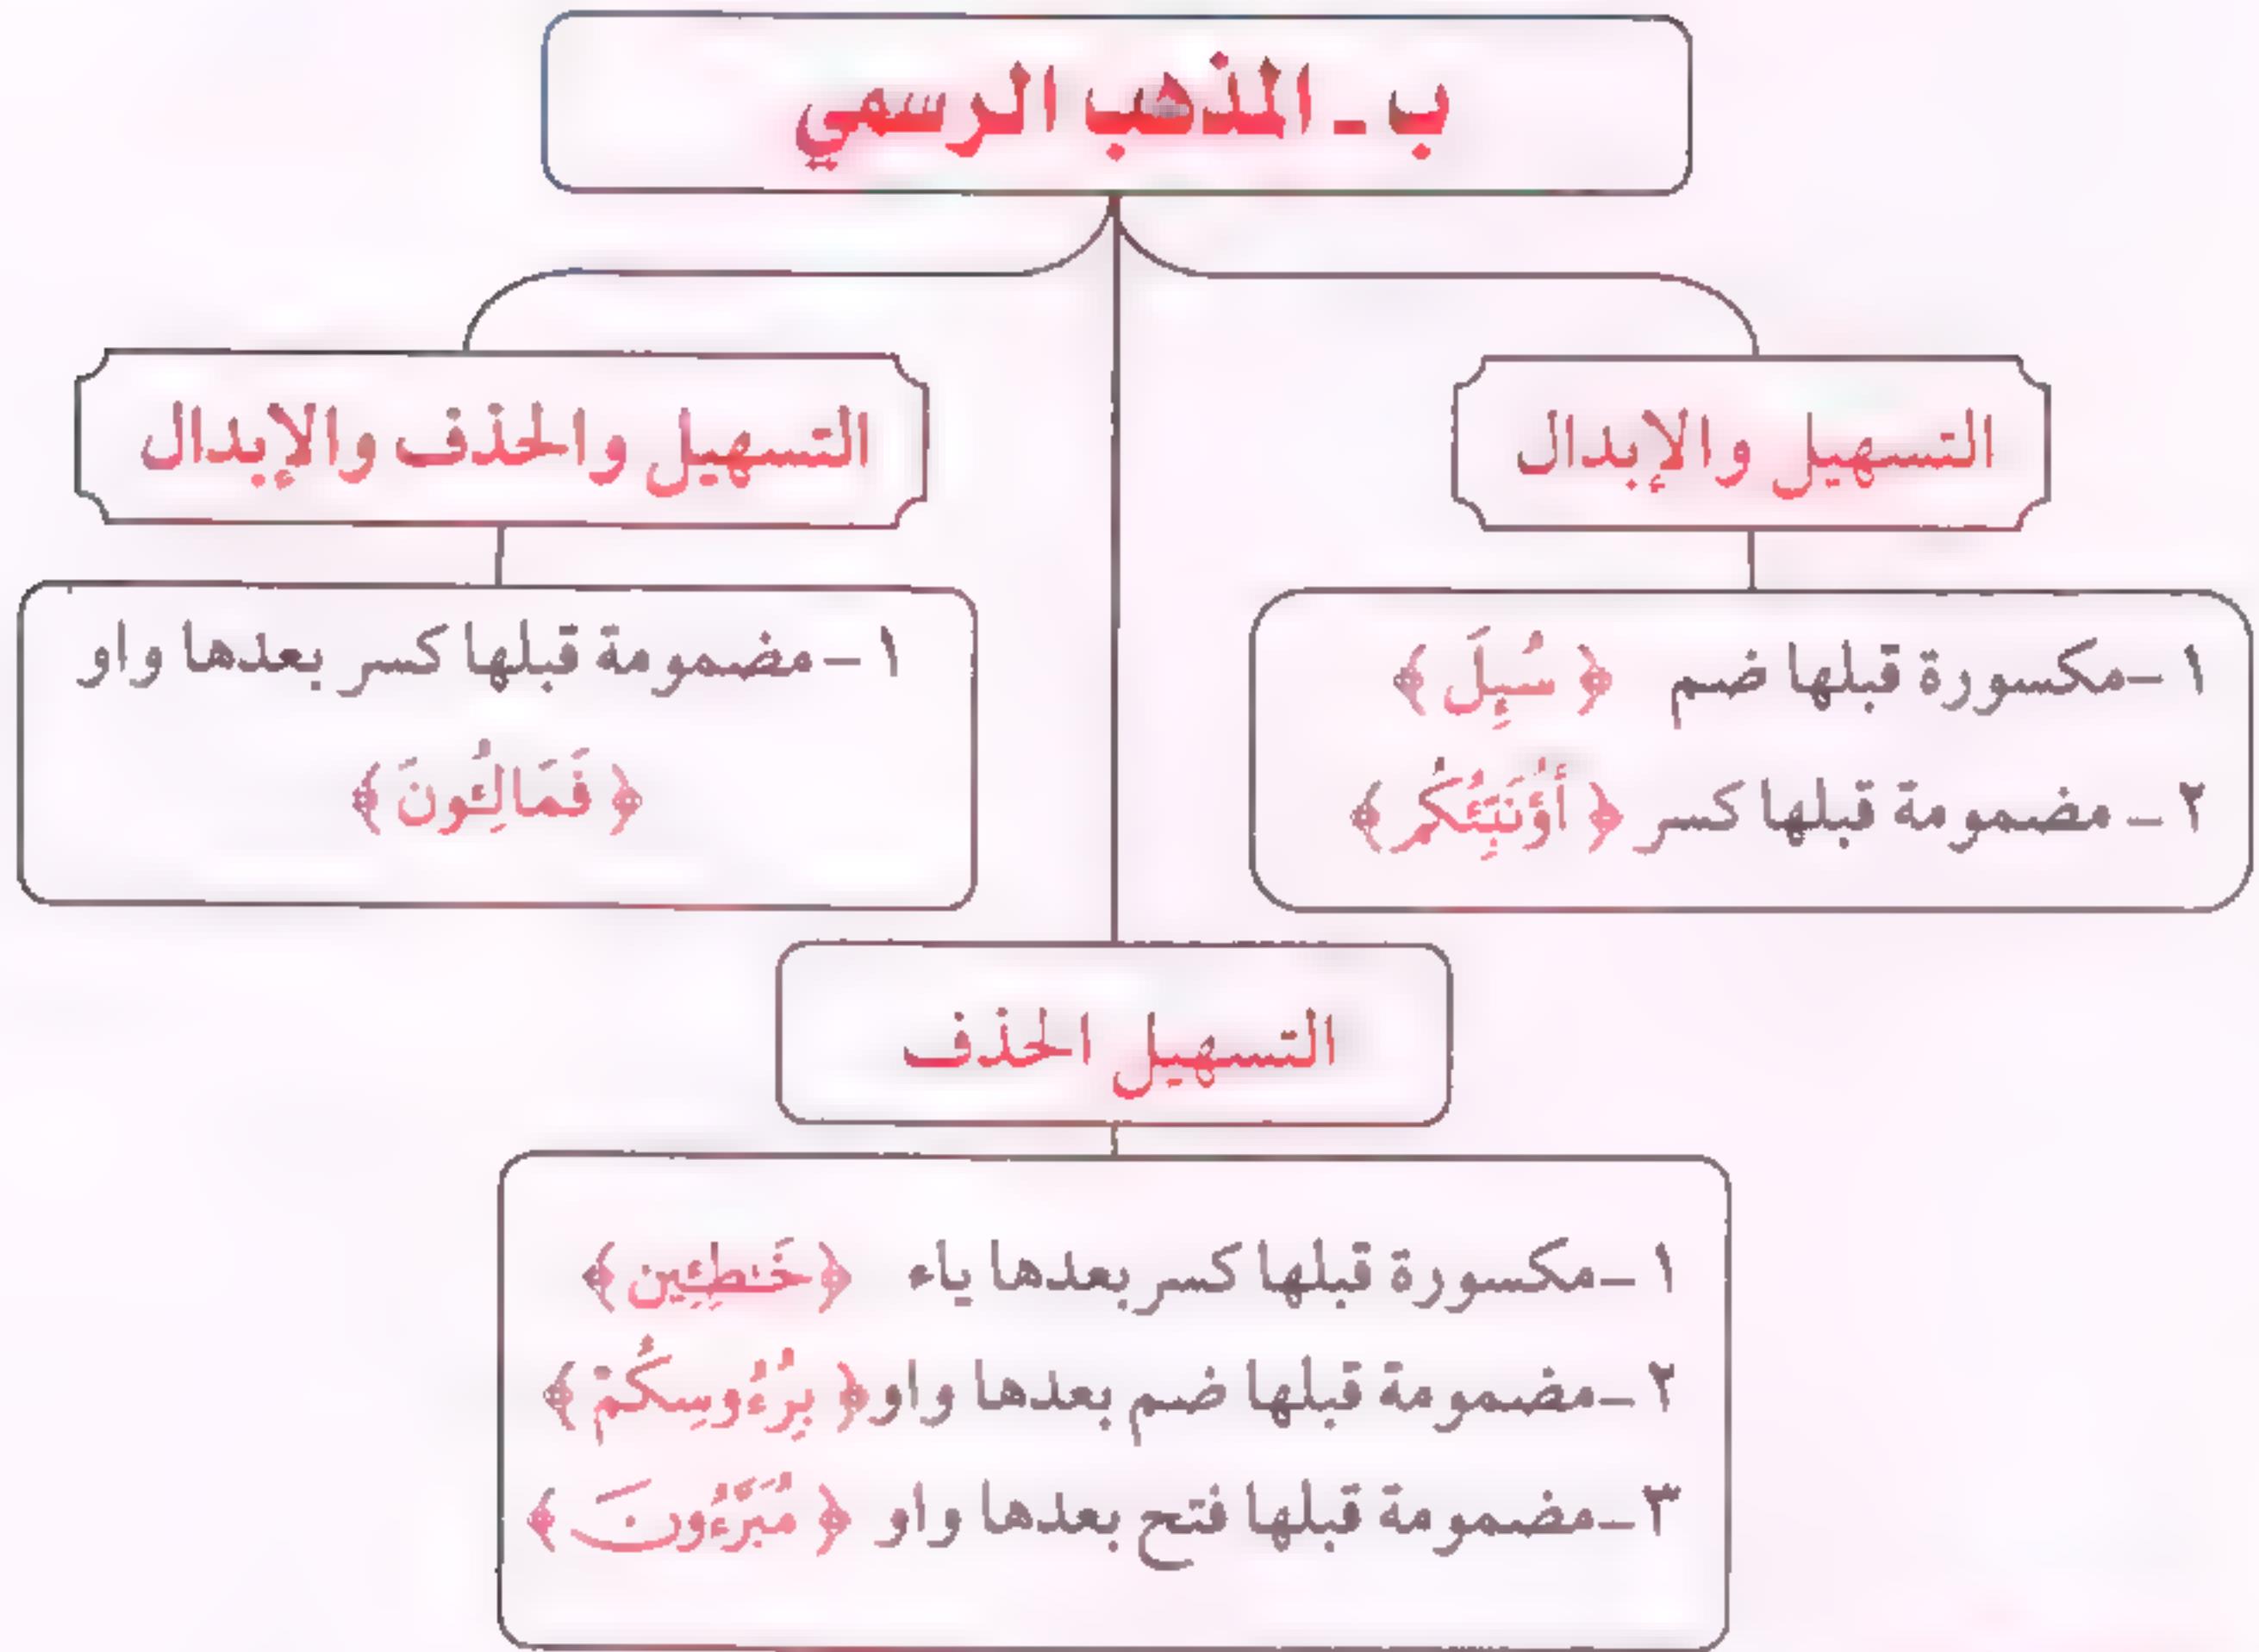 ب - المذهب الرسمي
التسهيل والإبدال
١ - مكسورة قبلها ضم ﴿ سُئِلَ ﴾
٢ - مضمومة قبلها كسر ﴿ أَؤُنَبِّئُكُم ﴾
التسهيل والحذف والإبدال
١ - مضمومة قبلها كسر بعدها واو
﴿ فَمَالِـُٔونَ ﴾
التسهيل الحذف
١ - مكسورة قبلها كسر بعدها ياء ﴿ خَـٰطِـِٔين ﴾
٢ - مضمومة قبلها ضم بعدها واو ﴿ بِرُءُوسِكُمْ ﴾
٣ - مضمومة قبلها فتح بعدها واو ﴿ مُبَرَّءُونَ ﴾